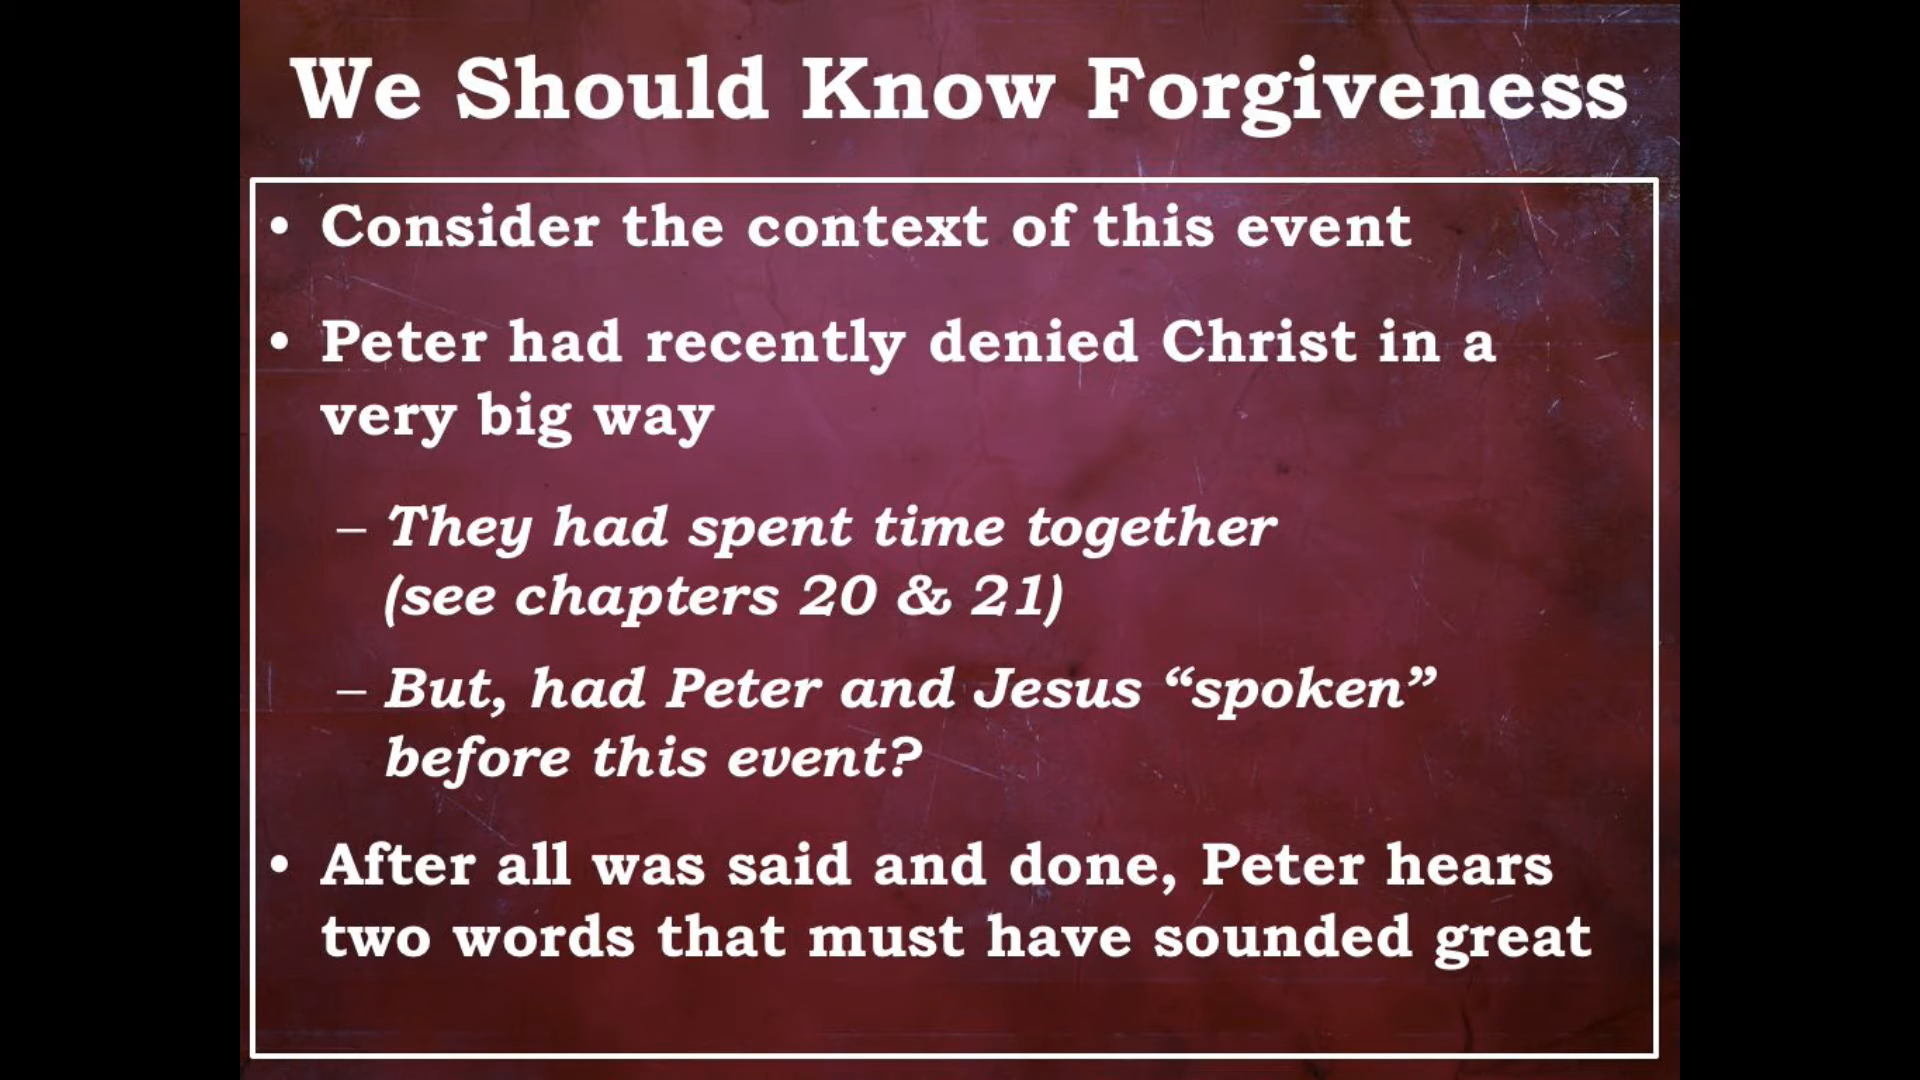 We Should Know Forgiveness
• Consider the context of this event
• Peter had recently denied Christ in a
very big way
– They had spent time together
(see chapters 20 & 21)
– But, had Peter and Jesus “spoken”
before this event?
• After all was said and done, Peter hears
two words that must have sounded great